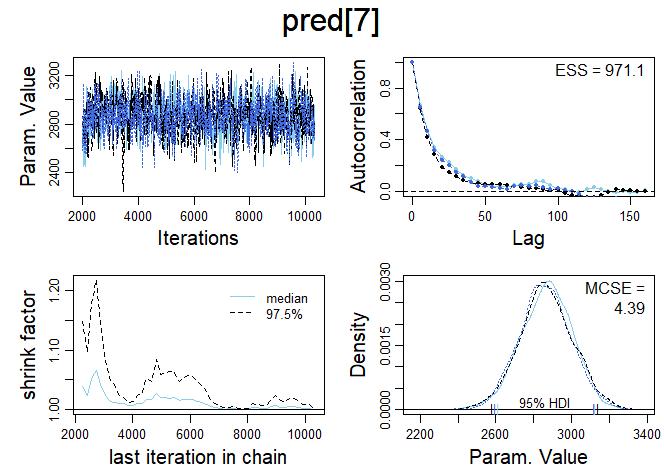 pred[7]
Param. Value
2400 2800 3200
2000 4000 6000 8000 10000
Iterations
Autocorrelation
0.0 0.4 0.8
ESS = 971.1
0 50 100 150
Lag
shrink factor
1.00 1.10 1.20
median
97.5%
2000 4000 6000 8000 10000
last iteration in chain
Density
0.0000 0.0015 0.0030
MCSE =
4.39
95% HDI
2200 2600 3000 3400
Param. Value